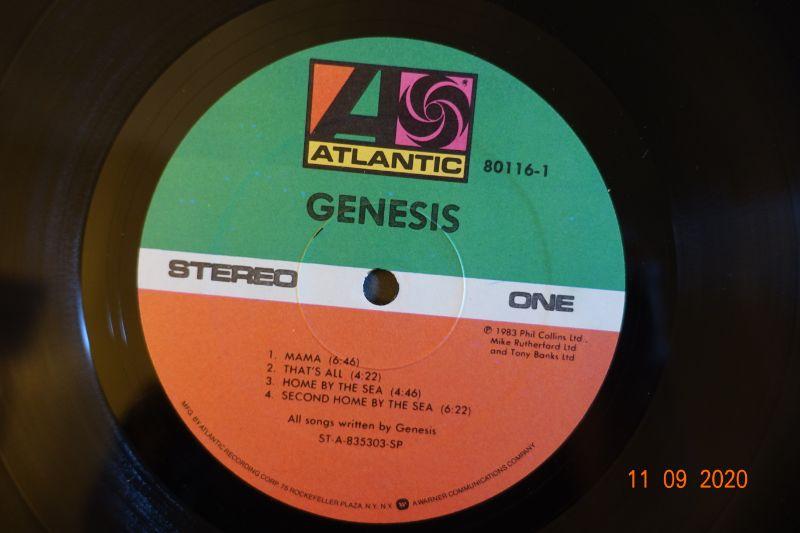 ATLANTIC
80116-1
GENESIS
STEREO
ONE
℗ 1983 Phil Collins Ltd.,
Mike Rutherford Ltd
and Tony Banks Ltd
1. MAMA (6:46)
2. THAT'S ALL (4:22)
3. HOME BY THE SEA (4:46)
4. SECOND HOME BY THE SEA (6:22)
All songs written by Genesis
ST-A-835303-SP
MFG. BY ATLANTIC RECORDING CORP. 75 ROCKEFELLER PLAZA N.Y. N.Y. A WARNER COMMUNICATIONS COMPANY
11 09 2020